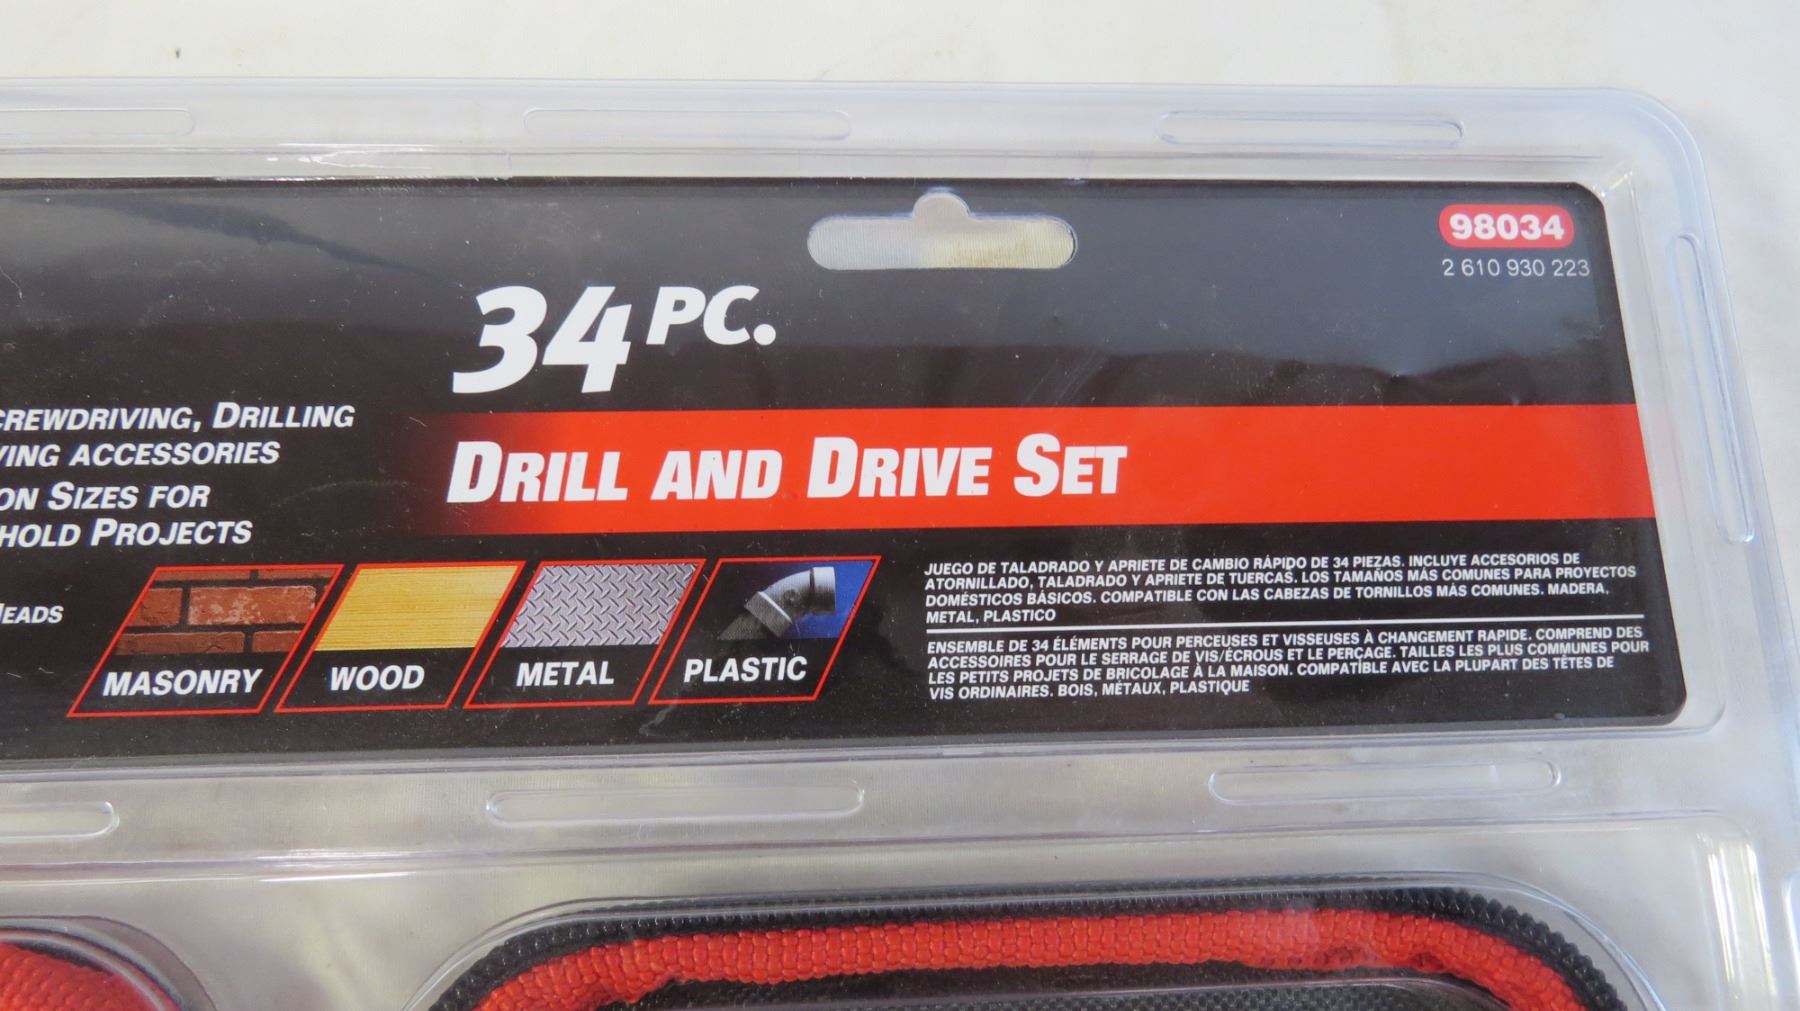 98034
2 610 930 223
34 PC.
DRILL AND DRIVE SET
DRILLING
ACCESSORIES
SIZES FOR
PROJECTS
MASONRY
WOOD
METAL
PLASTIC
JUEGO DE TALADRADO Y APRIETE DE CAMBIO RÁPIDO DE 34 PIEZAS. INCLUYE ACCESORIOS DE
ATORNILLADO, TALADRADO Y APRIETE DE TUERCAS. LOS TAMAÑOS MÁS COMUNES PARA PROYECTOS
DOMÉSTICOS BÁSICOS. COMPATIBLE CON LAS CABEZAS DE TORNILLOS MÁS COMUNES. MADERA,
METAL, PLASTICO
ENSEMBLE DE 34 ÉLÉMENTS POUR PERCEUSES ET VISSEUSES À CHANGEMENT RAPIDE. COMPREND DES
ACCESSOIRES POUR LE SERRAGE DE VIS/ÉCROUS ET LE PERÇAGE. TAILLES LES PLUS COMMUNES POUR
LES PETITS PROJETS DE BRICOLAGE À LA MAISON. COMPATIBLE AVEC LA PLUPART DES TÊTES DE
VIS ORDINAIRES. BOIS, MÉTAUX, PLASTIQUE